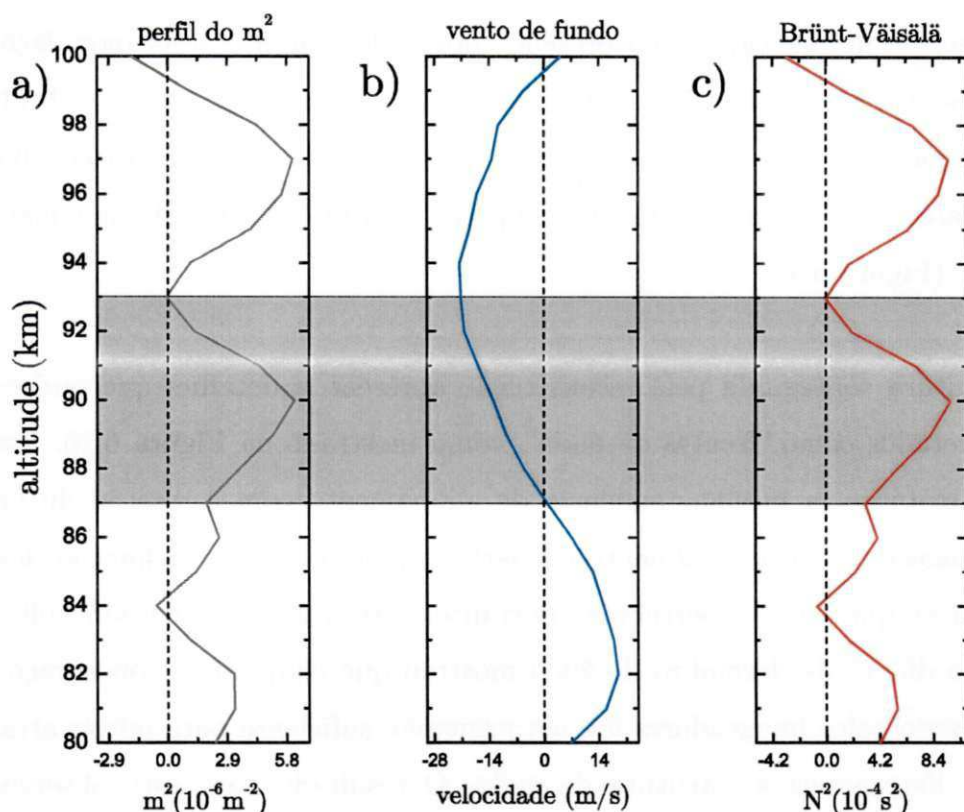 perfil do m²
vento de fundo
Brünt-Väisälä
a)
b)
c)
altitude (km)
100
98
96
94
92
90
88
86
84
82
80
-2.9 0.0 2.9 5.8
-28 -14 0 14
-4.2 0.0 4.2 8.4
m² (10⁻⁶m⁻²)
velocidade (m/s)
N² (10⁻⁴s⁻²)